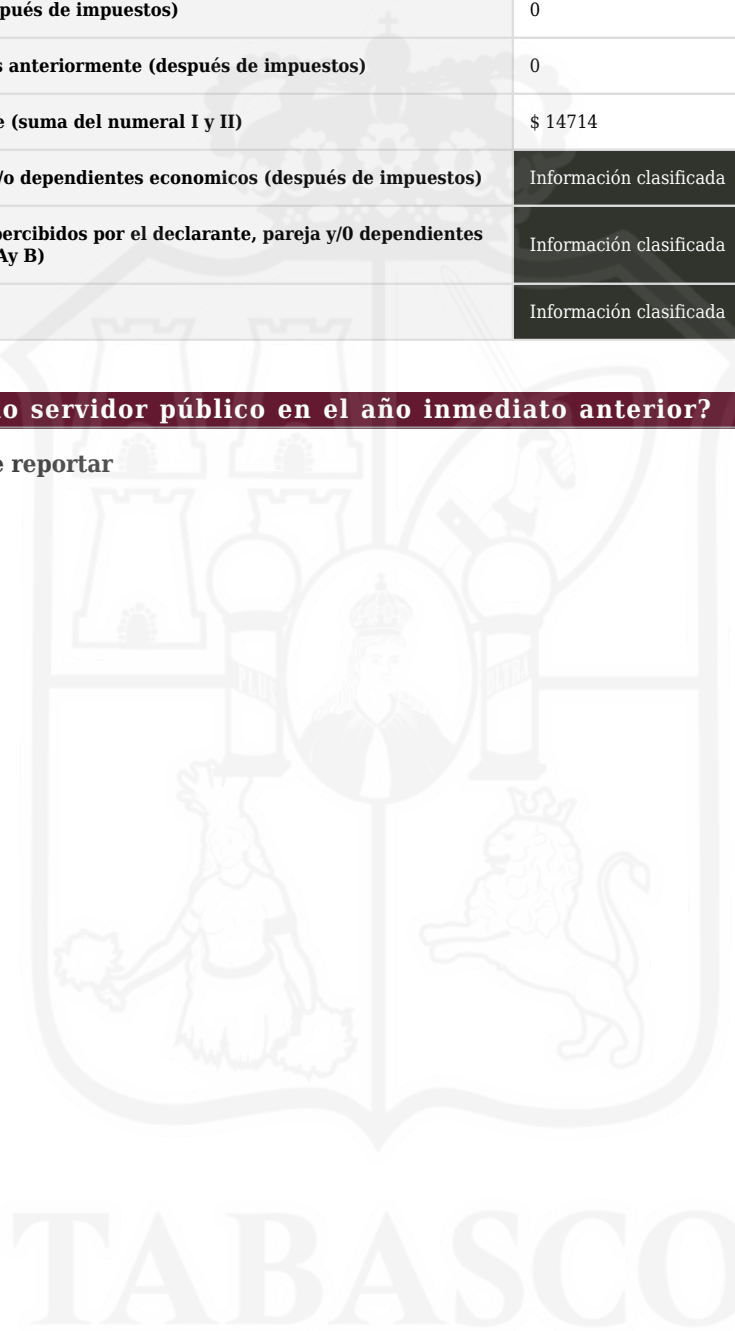 pués de impuestos)
0
s anteriormente (después de impuestos)
0
e (suma del numeral I y II)
$ 14714
/o dependientes economicos (después de impuestos)
Información clasificada
percibidos por el declarante, pareja y/0 dependientes
Ay B)
Información clasificada
Información clasificada
o servidor público en el año inmediato anterior?
e reportar
PLUS
ULTRA
TABASCO